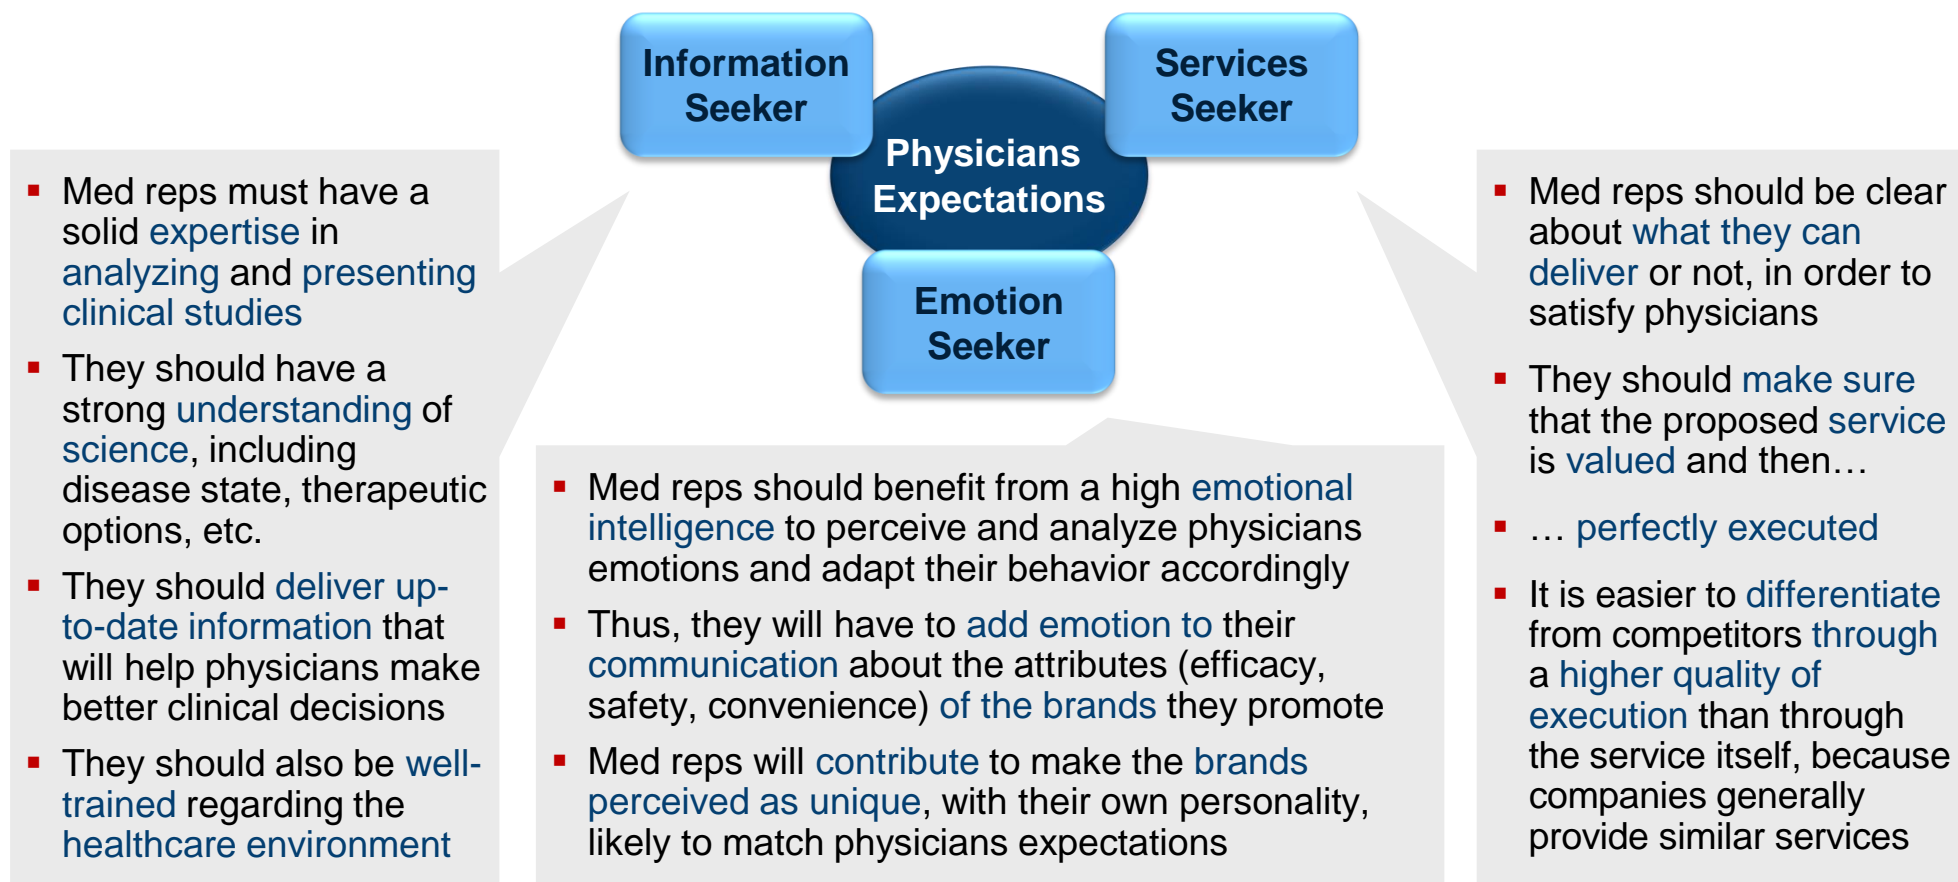 Information
Seeker
Services
Seeker
Physicians
Expectations
Emotion
Seeker
▪ Med reps must have a
solid expertise in
analyzing and presenting
clinical studies
▪ They should have a
strong understanding of
science, including
disease state, therapeutic
options, etc.
▪ They should deliver up-
to-date information that
will help physicians make
better clinical decisions
▪ They should also be well-
trained regarding the
healthcare environment
▪ Med reps should benefit from a high emotional
intelligence to perceive and analyze physicians
emotions and adapt their behavior accordingly
▪ Thus, they will have to add emotion to their
communication about the attributes (efficacy,
safety, convenience) of the brands they promote
▪ Med reps will contribute to make the brands
perceived as unique, with their own personality,
likely to match physicians expectations
▪ Med reps should be clear
about what they can
deliver or not, in order to
satisfy physicians
▪ They should make sure
that the proposed service
is valued and then…
▪ … perfectly executed
▪ It is easier to differentiate
from competitors through
a higher quality of
execution than through
the service itself, because
companies generally
provide similar services